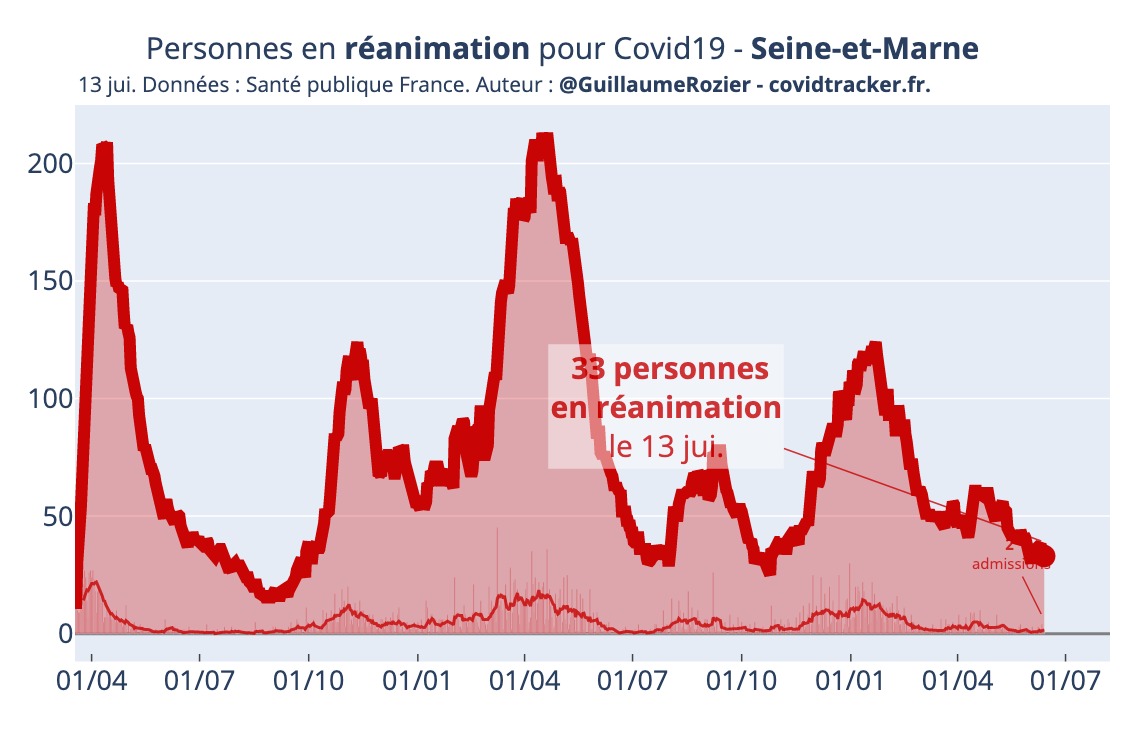 Personnes en réanimation pour Covid19 - Seine-et-Marne
13 jui. Données : Santé publique France. Auteur : @GuillaumeRozier - covidtracker.fr.
200
150
100
50
0
33 personnes
en réanimation
le 13 jui.
2
admissions
01/04 01/07 01/10 01/01 01/04 01/07 01/10 01/01 01/04 01/07